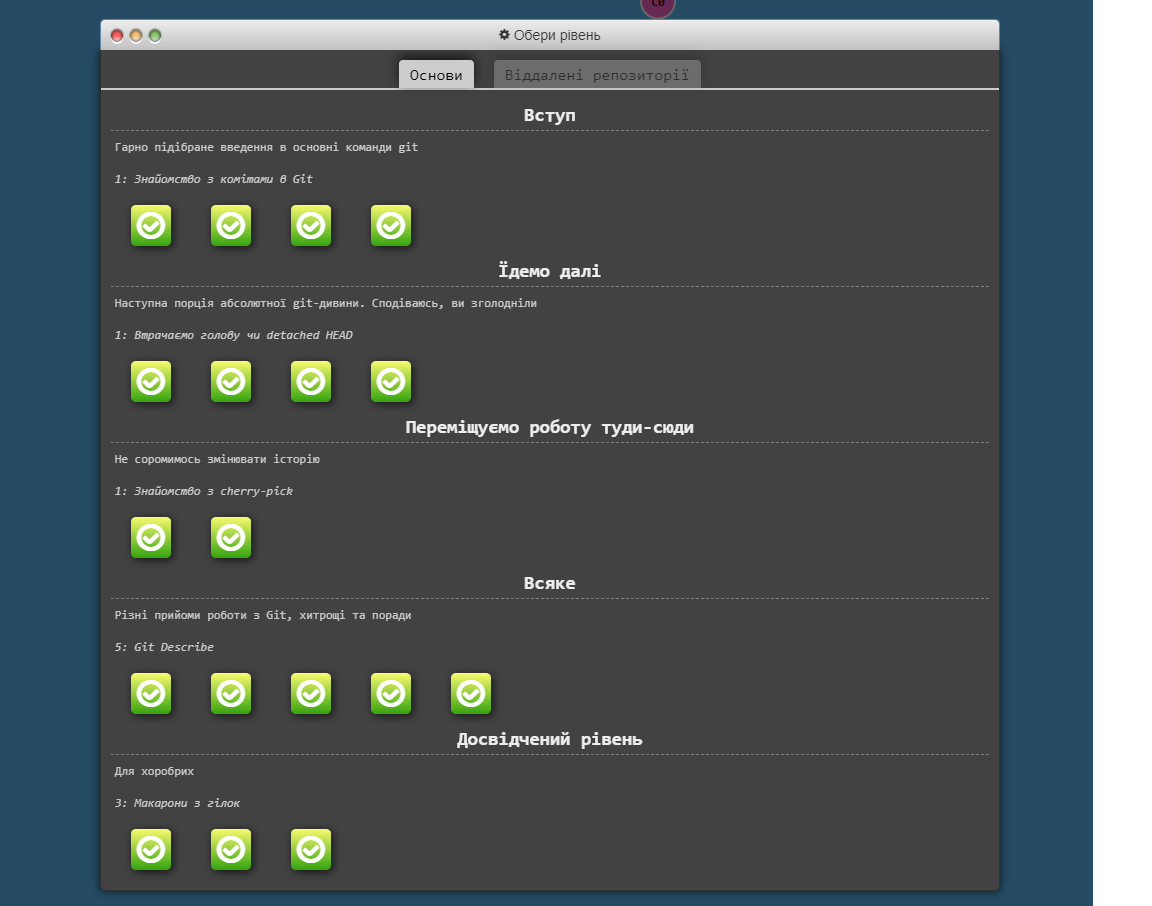 C0
Обери рівень
Основи
Віддалені репозиторії
Вступ
Гарно підібране введення в основні команди git
1: Знайомство з комітами в Git
Їдемо далі
Наступна порція абсолютної git-дивини. Сподіваюсь, ви зголодніли
1: Втрачаємо голову чи detached HEAD
Переміщуємо роботу туди-сюди
Не соромимось змінювати історію
1: Знайомство з cherry-pick
Всяке
Різні прийоми роботи з Git, хитрощі та поради
5: Git Describe
Досвідчений рівень
Для хоробрих
3: Макарони з гілок